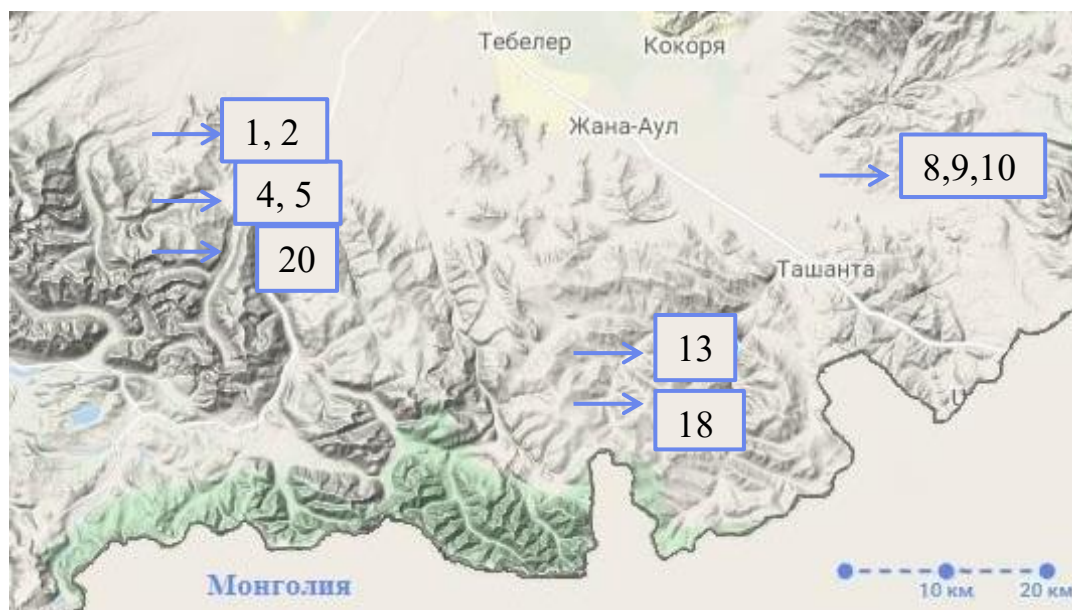 Тебелер
Кокоря
1, 2
Жана-Аул
8,9,10
4, 5
20
Ташанта
13
18
Монголия
10 км
20 км